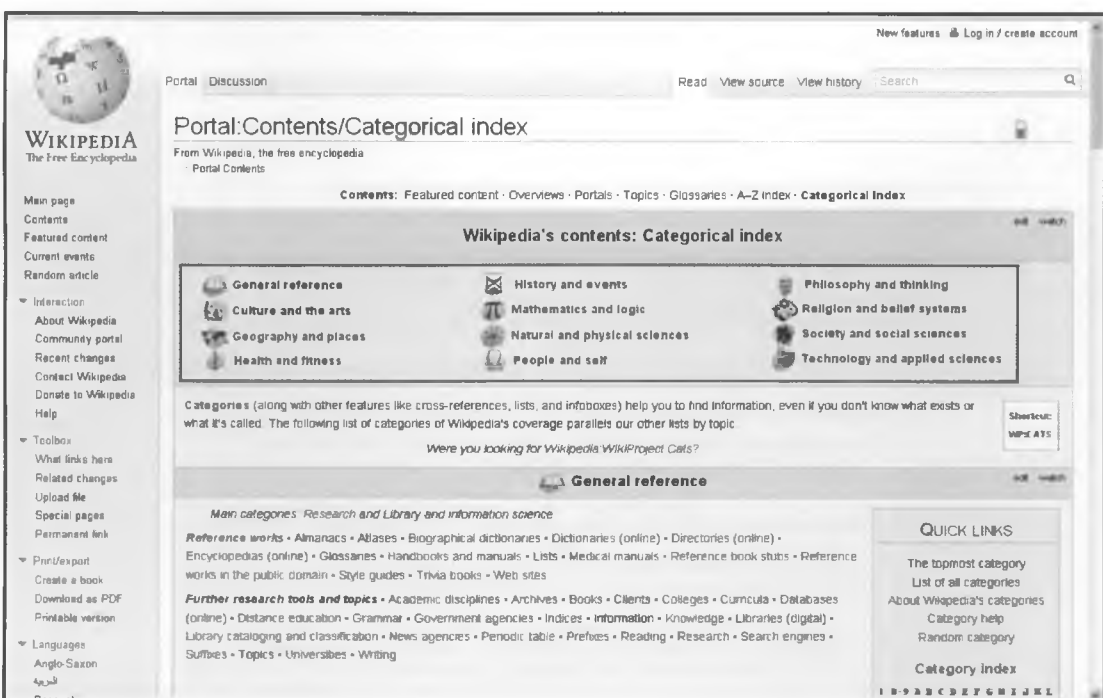 New features Log in / create account
Portal Discussion Read View source View history Search
WIKIPEDIA
The Free Encyclopedia
Portal:Contents/Categorical index
From Wikipedia, the free encyclopedia
Portal Contents
Main page
Contents
Featured content
Current events
Random article
Interaction
About Wikipedia
Community portal
Recent changes
Contact Wikipedia
Donate to Wikipedia
Help
Toolbox
What links here
Related changes
Upload file
Special pages
Permanent link
Print/export
Create a book
Download as PDF
Printable version
Languages
Anglo-Saxon
العربية
Contents: Featured content · Overviews · Portals · Topics · Glossaries · A–Z index · Categorical index
edit watch
Wikipedia's contents: Categorical index
General reference History and events Philosophy and thinking
Culture and the arts Mathematics and logic Religion and belief systems
Geography and places Natural and physical sciences Society and social sciences
Health and fitness People and self Technology and applied sciences
Categories (along with other features like cross-references, lists, and infoboxes) help you to find information, even if you don't know what exists or
what it's called. The following list of categories of Wikipedia's coverage parallels our other lists by topic.
Shortcut:
WP:CATS
Were you looking for Wikipedia:WikiProject Cats?
General reference
edit watch
Main categories: Research and Library and information science
Reference works • Almanacs • Atlases • Biographical dictionaries • Dictionaries (online) • Directories (online) •
Encyclopedias (online) • Glossaries • Handbooks and manuals • Lists • Medical manuals • Reference book stubs • Reference
works in the public domain • Style guides • Trivia books • Web sites
Further research tools and topics • Academic disciplines • Archives • Books • Clients • Colleges • Curricula • Databases
(online) • Distance education • Grammar • Government agencies • Indices • Information • Knowledge • Libraries (digital) •
Library cataloging and classification • News agencies • Periodic table • Prefixes • Reading • Research • Search engines •
Suffixes • Topics • Universities • Writing
QUICK LINKS
The topmost category
List of all categories
About Wikipedia's categories
Category help
Random category
Category index